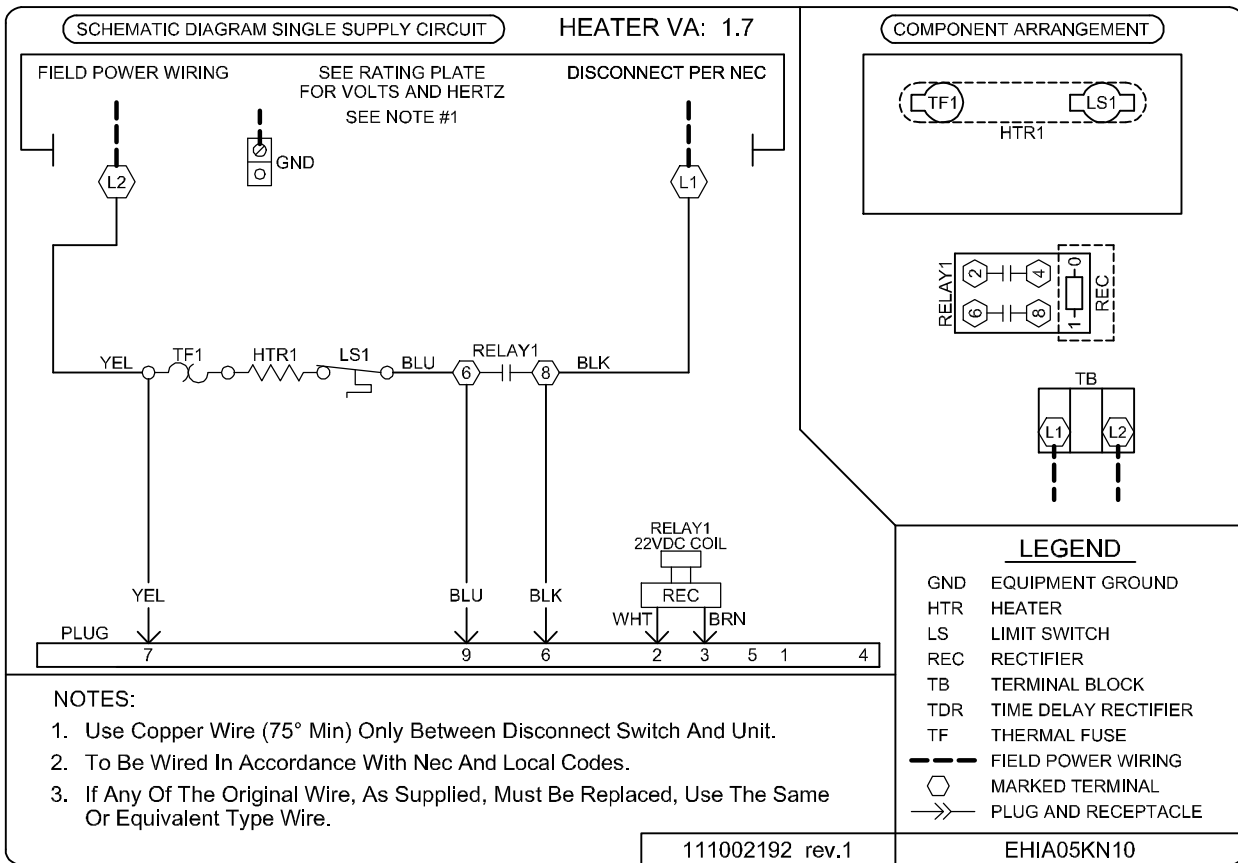 SCHEMATIC DIAGRAM SINGLE SUPPLY CIRCUIT
HEATER VA: 1.7
FIELD POWER WIRING
SEE RATING PLATE
FOR VOLTS AND HERTZ
SEE NOTE #1
DISCONNECT PER NEC
GND
L2
L1
YEL
TF1
HTR1
LS1
BLU
6
RELAY1
8
BLK
RELAY1
22VDC COIL
REC
YEL
BLU
BLK
WHT
BRN
PLUG
7
9
6
2
3
5
1
4
NOTES:
1. Use Copper Wire (75° Min) Only Between Disconnect Switch And Unit.
2. To Be Wired In Accordance With Nec And Local Codes.
3. If Any Of The Original Wire, As Supplied, Must Be Replaced, Use The Same
Or Equivalent Type Wire.
COMPONENT ARRANGEMENT
TF1
LS1
HTR1
RELAY1
2
4
6
8
0
1
REC
TB
L1
L2
LEGEND
GND EQUIPMENT GROUND
HTR HEATER
LS LIMIT SWITCH
REC RECTIFIER
TB TERMINAL BLOCK
TDR TIME DELAY RECTIFIER
TF THERMAL FUSE
FIELD POWER WIRING
MARKED TERMINAL
PLUG AND RECEPTACLE
111002192 rev.1
EHIA05KN10